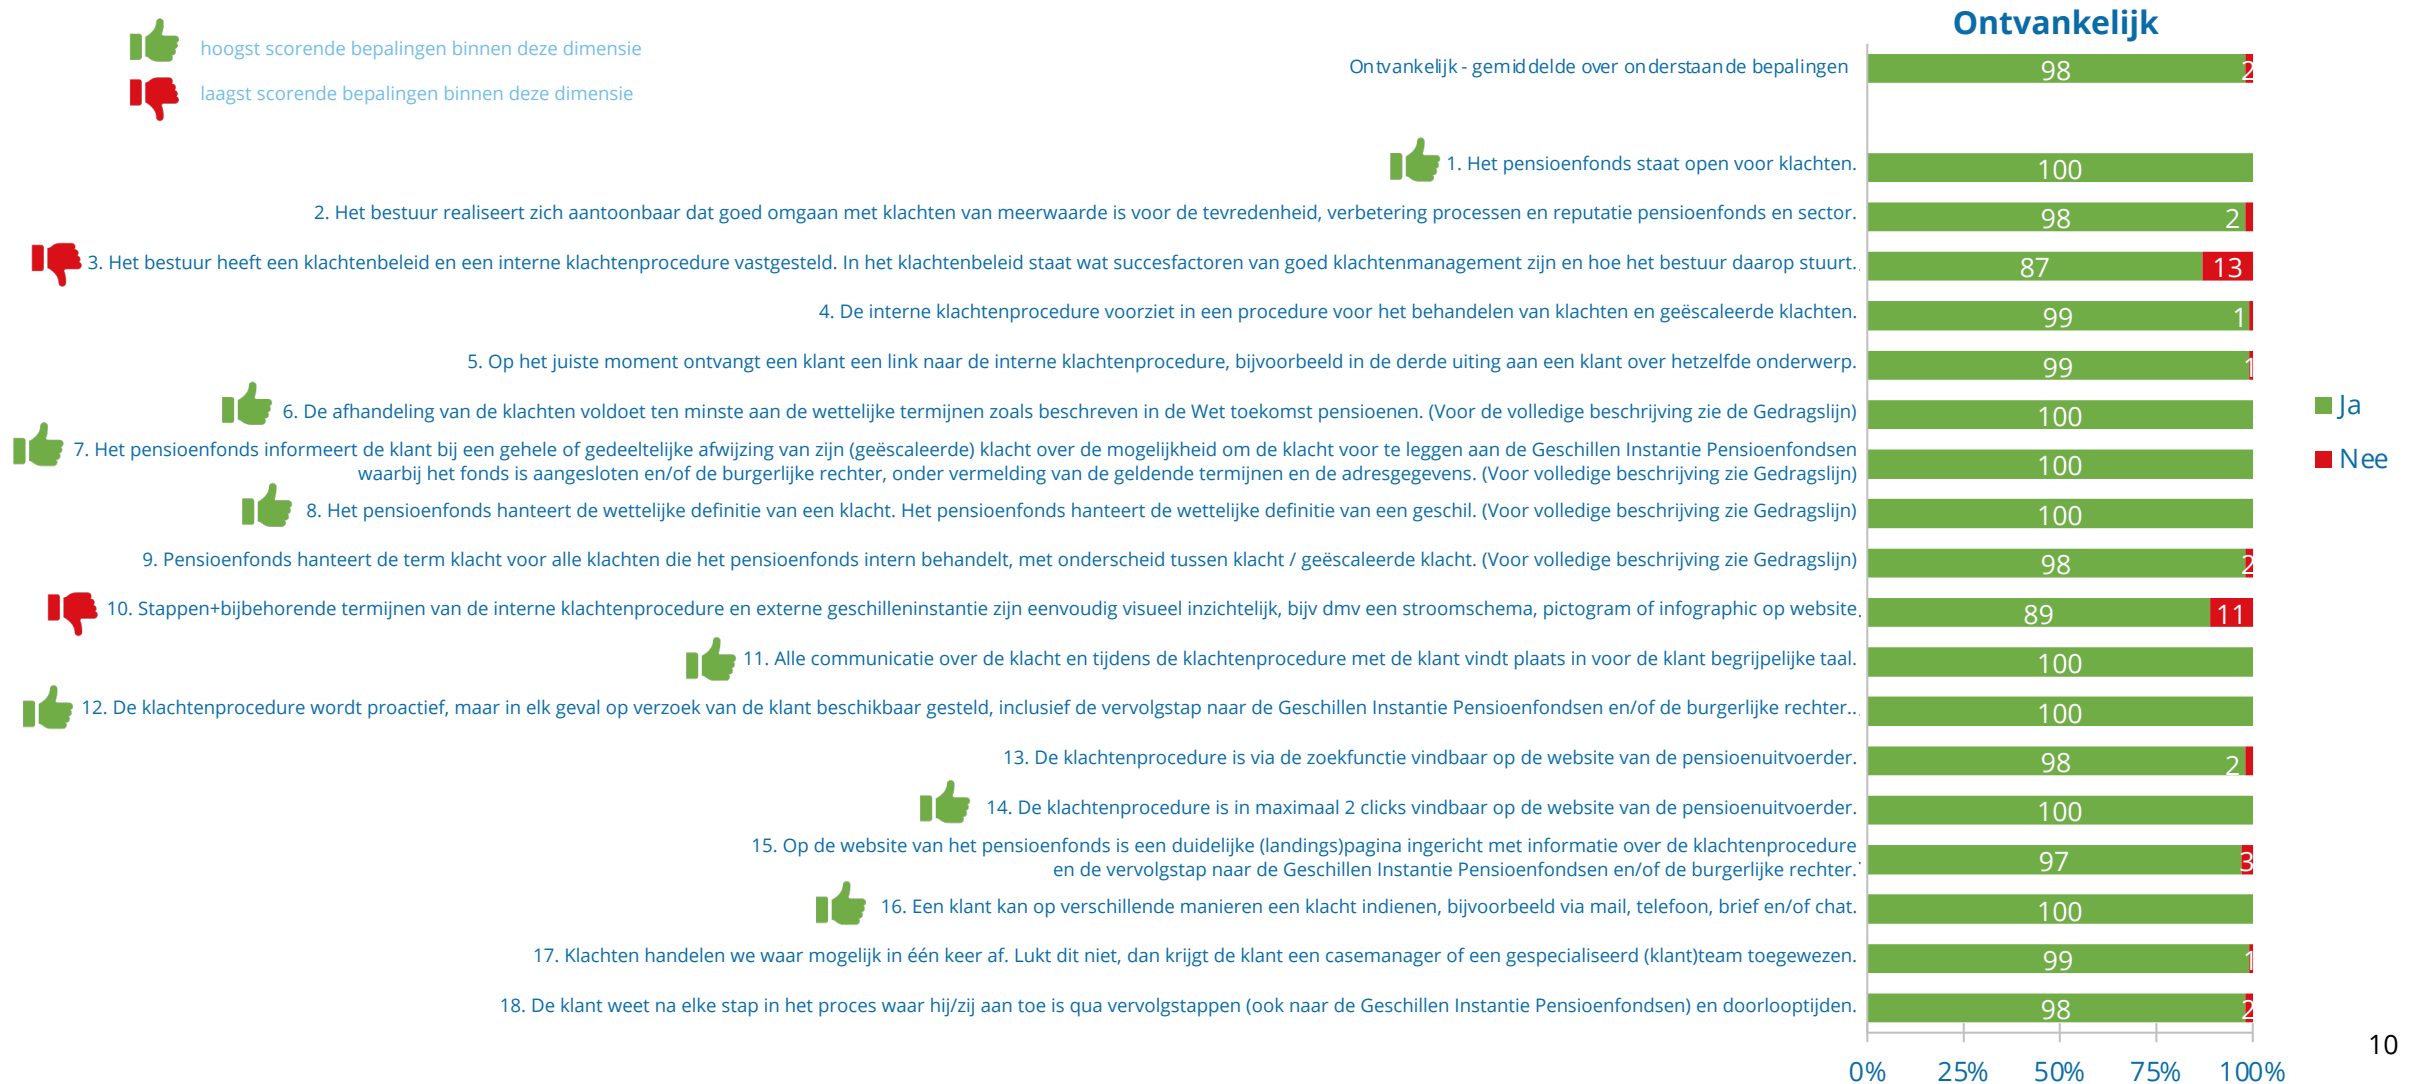 Ontvankelijk
hoogst scorende bepalingen binnen deze dimensie
laagst scorende bepalingen binnen deze dimensie
Ontvankelijk - gemiddelde over onderstaande bepalingen 98 2
1. Het pensioenfonds staat open voor klachten. 100
2. Het bestuur realiseert zich aantoonbaar dat goed omgaan met klachten van meerwaarde is voor de tevredenheid, verbetering processen en reputatie pensioenfonds en sector. 98 2
3. Het bestuur heeft een klachtenbeleid en een interne klachtenprocedure vastgesteld. In het klachtenbeleid staat wat succesfactoren van goed klachtenmanagement zijn en hoe het bestuur daarop stuurt. 87 13
4. De interne klachtenprocedure voorziet in een procedure voor het behandelen van klachten en geëscaleerde klachten. 99 1
5. Op het juiste moment ontvangt een klant een link naar de interne klachtenprocedure, bijvoorbeeld in de derde uiting aan een klant over hetzelfde onderwerp. 99 1
6. De afhandeling van de klachten voldoet ten minste aan de wettelijke termijnen zoals beschreven in de Wet toekomst pensioenen. (Voor de volledige beschrijving zie de Gedragslijn) 100
7. Het pensioenfonds informeert de klant bij een gehele of gedeeltelijke afwijzing van zijn (geëscaleerde) klacht over de mogelijkheid om de klacht voor te leggen aan de Geschillen Instantie Pensioenfondsen
waarbij het fonds is aangesloten en/of de burgerlijke rechter, onder vermelding van de geldende termijnen en de adresgegevens. (Voor volledige beschrijving zie Gedragslijn) 100
8. Het pensioenfonds hanteert de wettelijke definitie van een klacht. Het pensioenfonds hanteert de wettelijke definitie van een geschil. (Voor volledige beschrijving zie Gedragslijn) 100
9. Pensioenfonds hanteert de term klacht voor alle klachten die het pensioenfonds intern behandelt, met onderscheid tussen klacht / geëscaleerde klacht. (Voor volledige beschrijving zie Gedragslijn) 98 2
10. Stappen+bijbehorende termijnen van de interne klachtenprocedure en externe geschilleninstantie zijn eenvoudig visueel inzichtelijk, bijv dmv een stroomschema, pictogram of infographic op website. 89 11
11. Alle communicatie over de klacht en tijdens de klachtenprocedure met de klant vindt plaats in voor de klant begrijpelijke taal. 100
12. De klachtenprocedure wordt proactief, maar in elk geval op verzoek van de klant beschikbaar gesteld, inclusief de vervolgstap naar de Geschillen Instantie Pensioenfondsen en/of de burgerlijke rechter.. 100
13. De klachtenprocedure is via de zoekfunctie vindbaar op de website van de pensioenuitvoerder. 98 2
14. De klachtenprocedure is in maximaal 2 clicks vindbaar op de website van de pensioenuitvoerder. 100
15. Op de website van het pensioenfonds is een duidelijke (landings)pagina ingericht met informatie over de klachtenprocedure
en de vervolgstap naar de Geschillen Instantie Pensioenfondsen en/of de burgerlijke rechter. 97 3
16. Een klant kan op verschillende manieren een klacht indienen, bijvoorbeeld via mail, telefoon, brief en/of chat. 100
17. Klachten handelen we waar mogelijk in één keer af. Lukt dit niet, dan krijgt de klant een casemanager of een gespecialiseerd (klant)team toegewezen. 99 1
18. De klant weet na elke stap in het proces waar hij/zij aan toe is qua vervolgstappen (ook naar de Geschillen Instantie Pensioenfondsen) en doorlooptijden. 98 2
0% 25% 50% 75% 100%
Ja
Nee
10